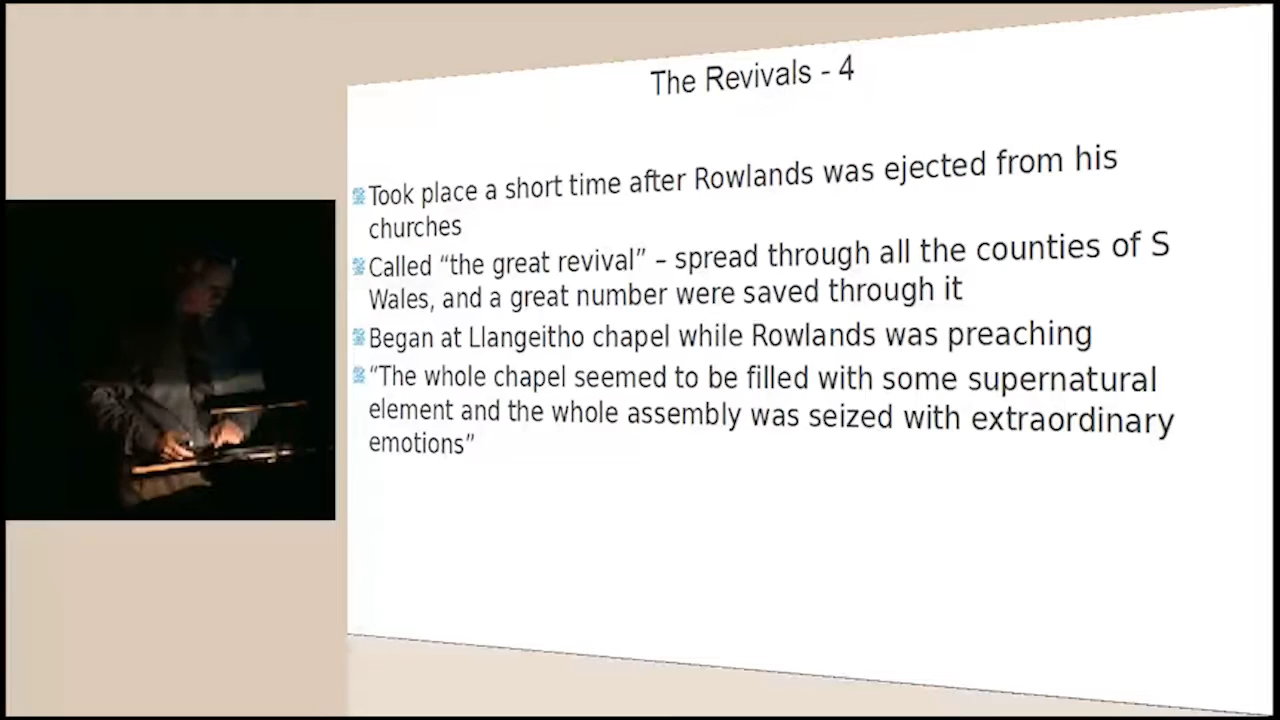 The Revivals - 4
Took place a short time after Rowlands was ejected from his
churches
Called “the great revival” – spread through all the counties of S
Wales, and a great number were saved through it
Began at Llangeitho chapel while Rowlands was preaching
“The whole chapel seemed to be filled with some supernatural
element and the whole assembly was seized with extraordinary
emotions”